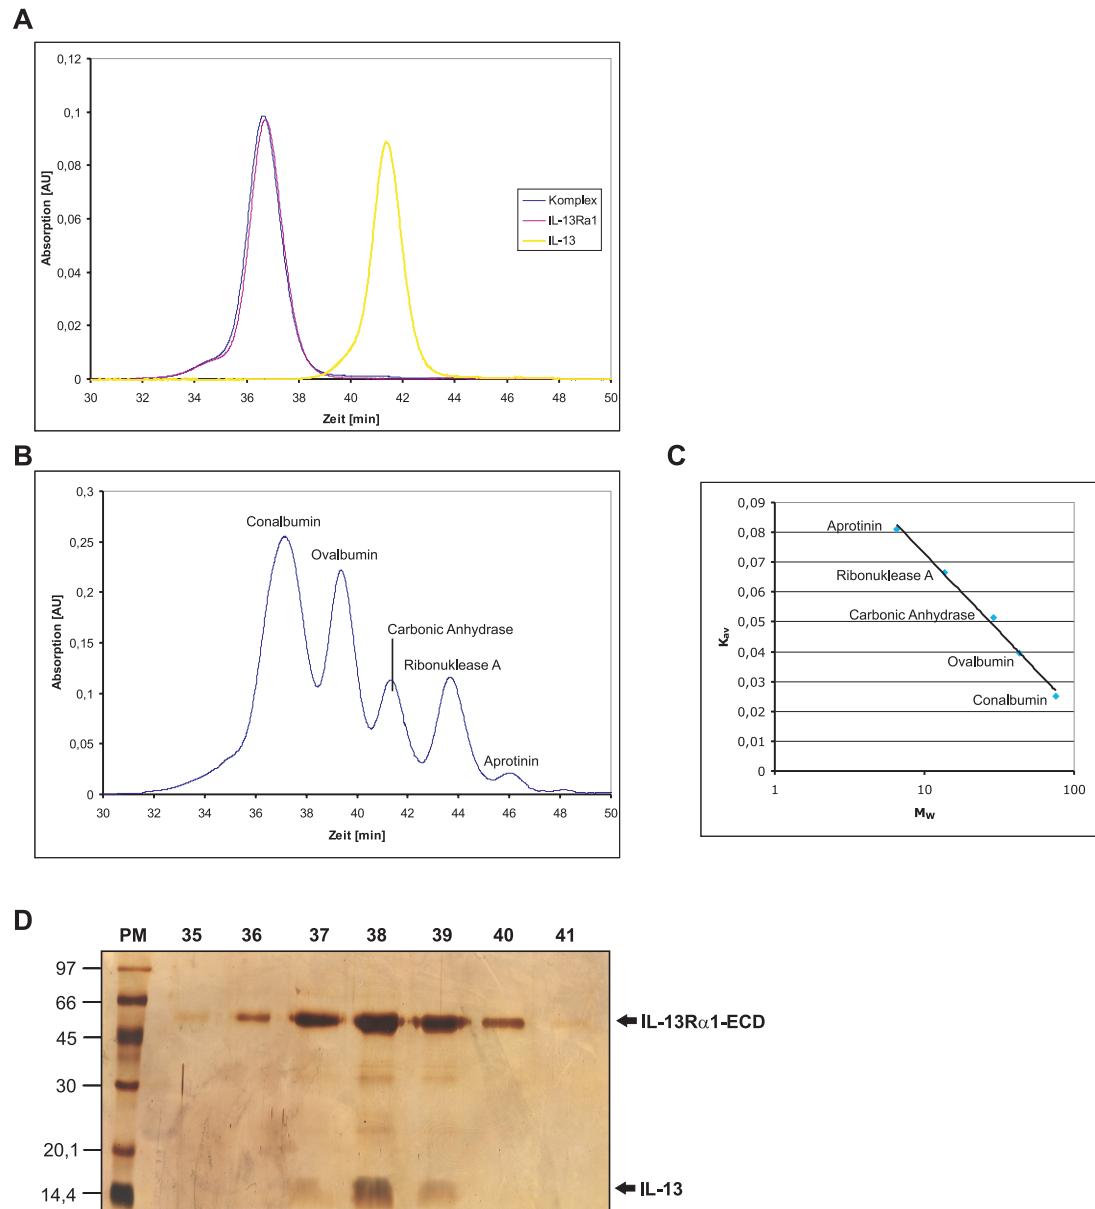 A
0,12
0,1
0,08
0,06
0,04
0,02
0
Absorption [AU]
30 32 34 36 38 40 42 44 46 48 50
Zeit [min]
Komplex
IL-13Ra1
IL-13
B
0,3
0,25
0,2
0,15
0,1
0,05
0
Absorption [AU]
Conalbumin
Ovalbumin
Carbonic Anhydrase
Ribonuklease A
Aprotinin
30 32 34 36 38 40 42 44 46 48 50
Zeit [min]
C
0,09
0,08
0,07
0,06
0,05
0,04
0,03
0,02
0,01
0
Kav
Aprotinin
Ribonuklease A
Carbonic Anhydrase
Ovalbumin
Conalbumin
1 10 100
MW
D
PM 35 36 37 38 39 40 41
97
66
45
30
20,1
14,4
IL-13Rα1-ECD
IL-13